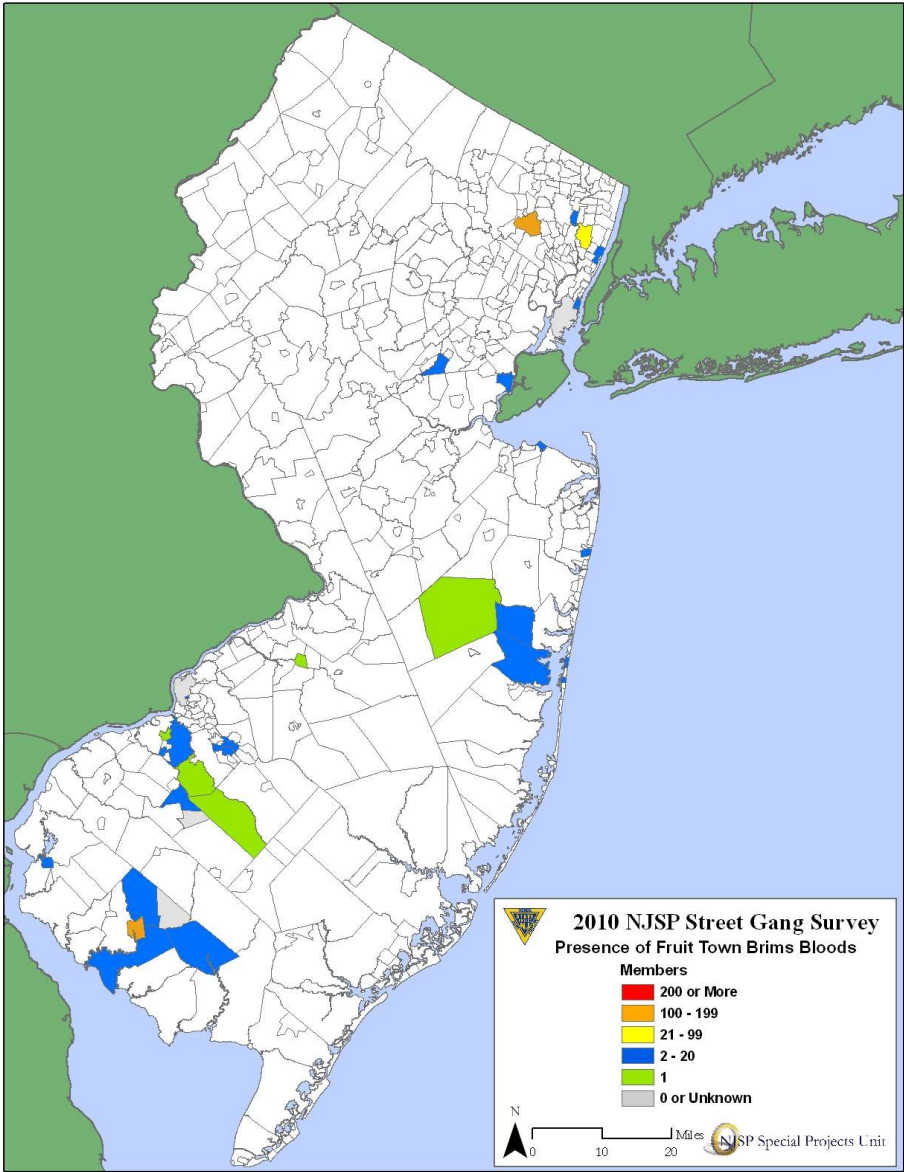 2010 NJSP Street Gang Survey
Presence of Fruit Town Brims Bloods
Members
200 or More
100 - 199
21 - 99
2 - 20
1
0 or Unknown
N
Miles
0 10 20
NJSP Special Projects Unit